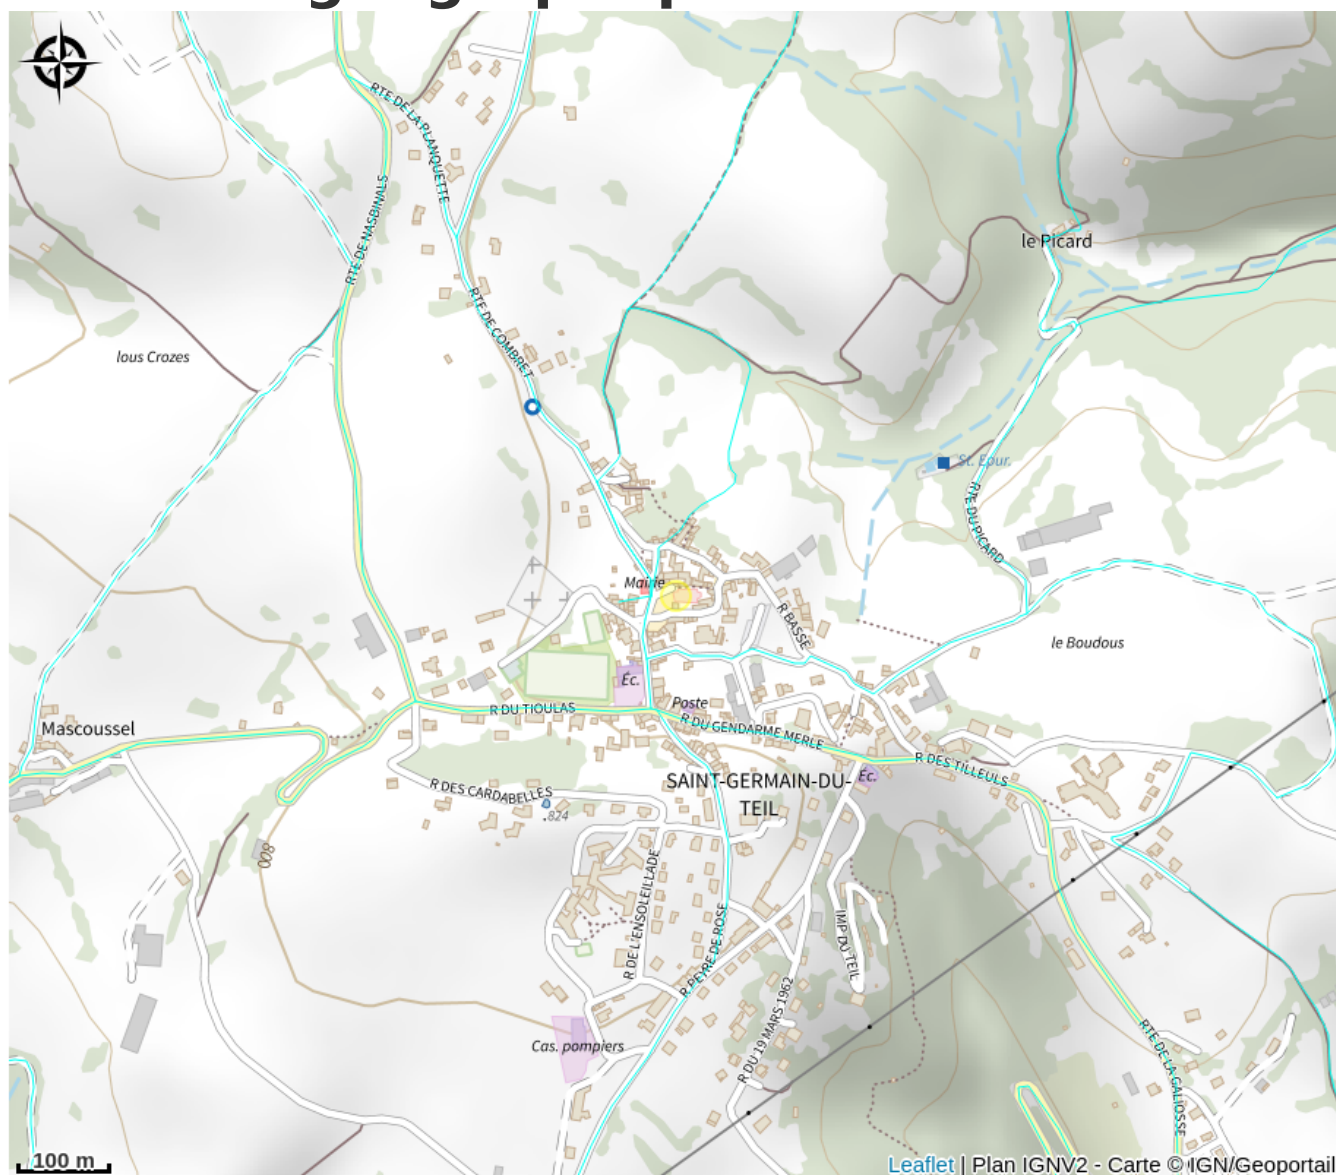 RTE DE LA PLANQUETTE
RTE DE NASBINALS
le Picard
RTE DE COMBRET
lous Crozes
St. Epur.
RTE DU PICARD
Mairie
R BASSE
le Boudous
Éc.
Poste
R DU TIOULAS
R DU GENDARME MERLE
Mascoussel
R DES TILLEULS
SAINT-GERMAIN-DU-
TEIL
Éc.
R DES CARDABELLES
.824
800
R DE L'ENSOLEILLADE
R PEYRE DE ROSE
IMP DU TEIL
R DU 19 MARS 1962
Cas. pompiers
RTE DE LA GALIOSSE
100 m
Leaflet | Plan IGNV2 - Carte © IGN/Geoportail